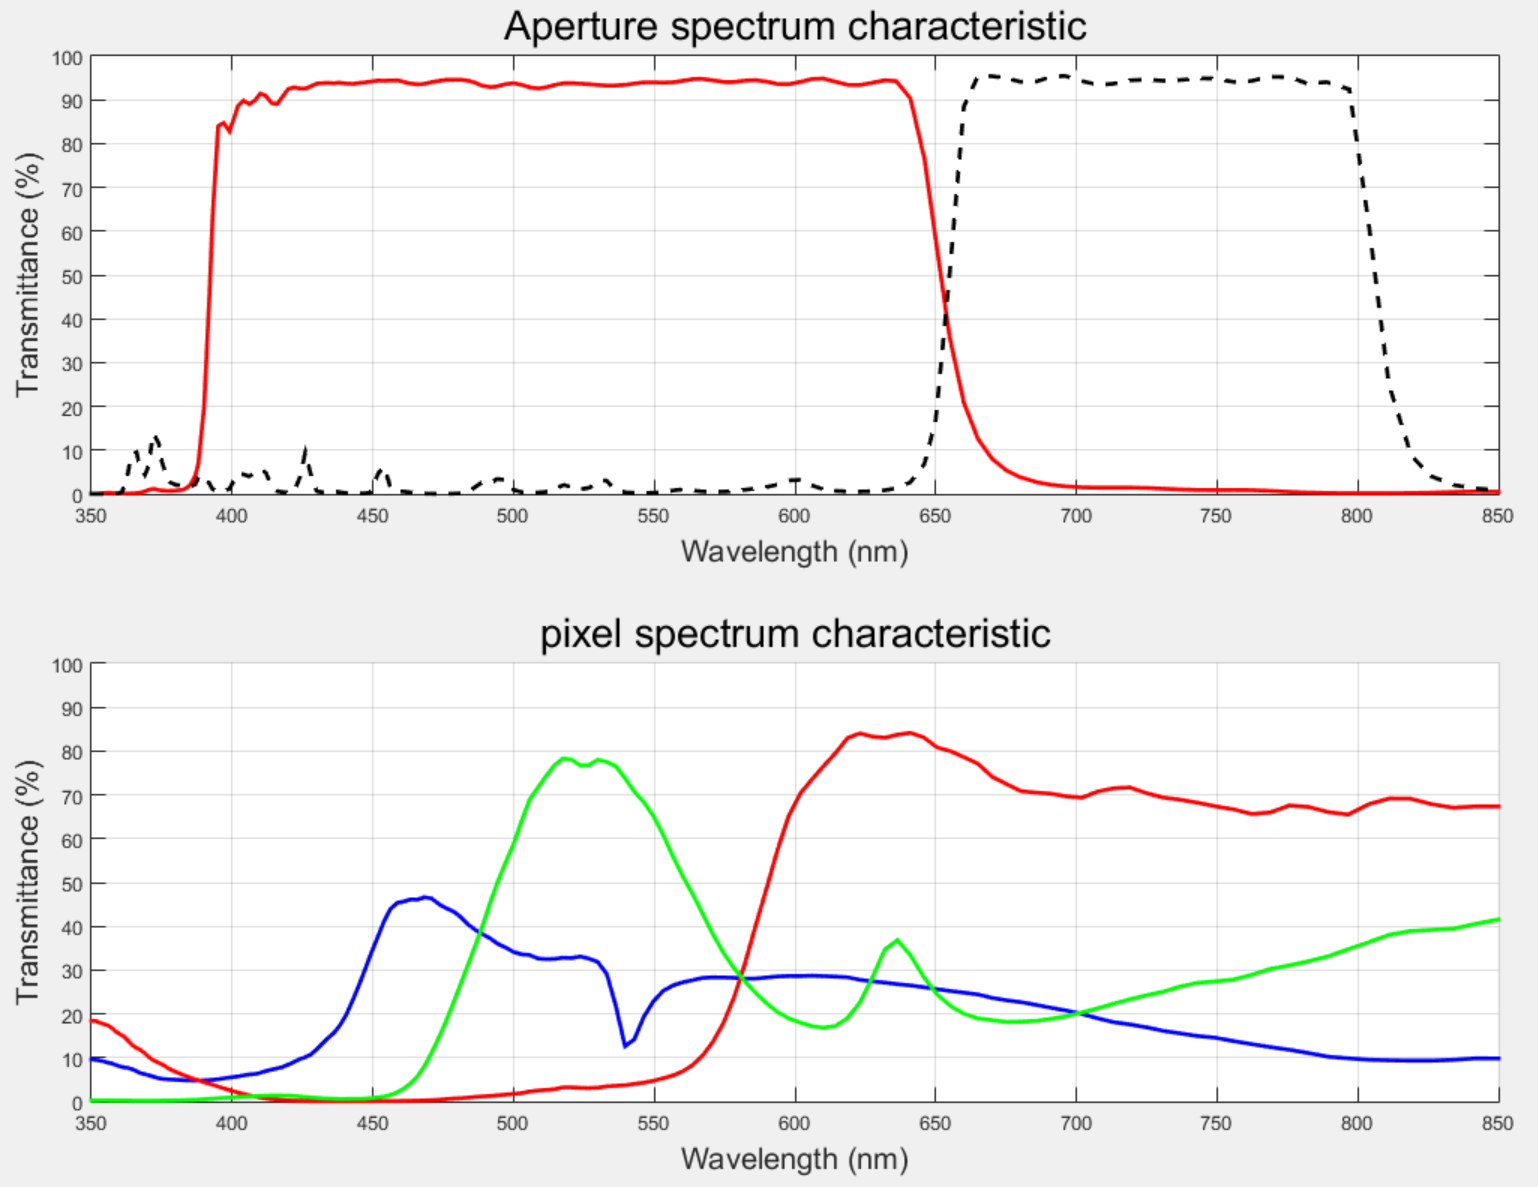 Aperture spectrum characteristic
100
90
80
70
60
50
40
30
20
10
0
Transmittance (%)
350 400 450 500 550 600 650 700 750 800 850
Wavelength (nm)
pixel spectrum characteristic
100
90
80
70
60
50
40
30
20
10
0
Transmittance (%)
350 400 450 500 550 600 650 700 750 800 850
Wavelength (nm)